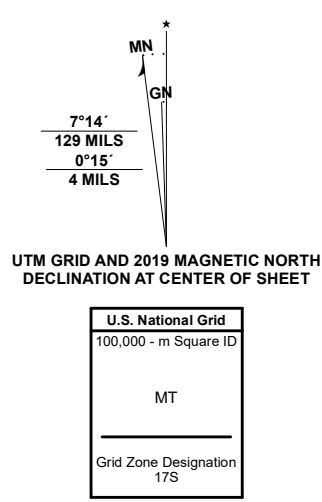 MN
GN
7°14´
129 MILS
0°15´
4 MILS
UTM GRID AND 2019 MAGNETIC NORTH
DECLINATION AT CENTER OF SHEET
U.S. National Grid
100,000 - m Square ID
MT
Grid Zone Designation
17S